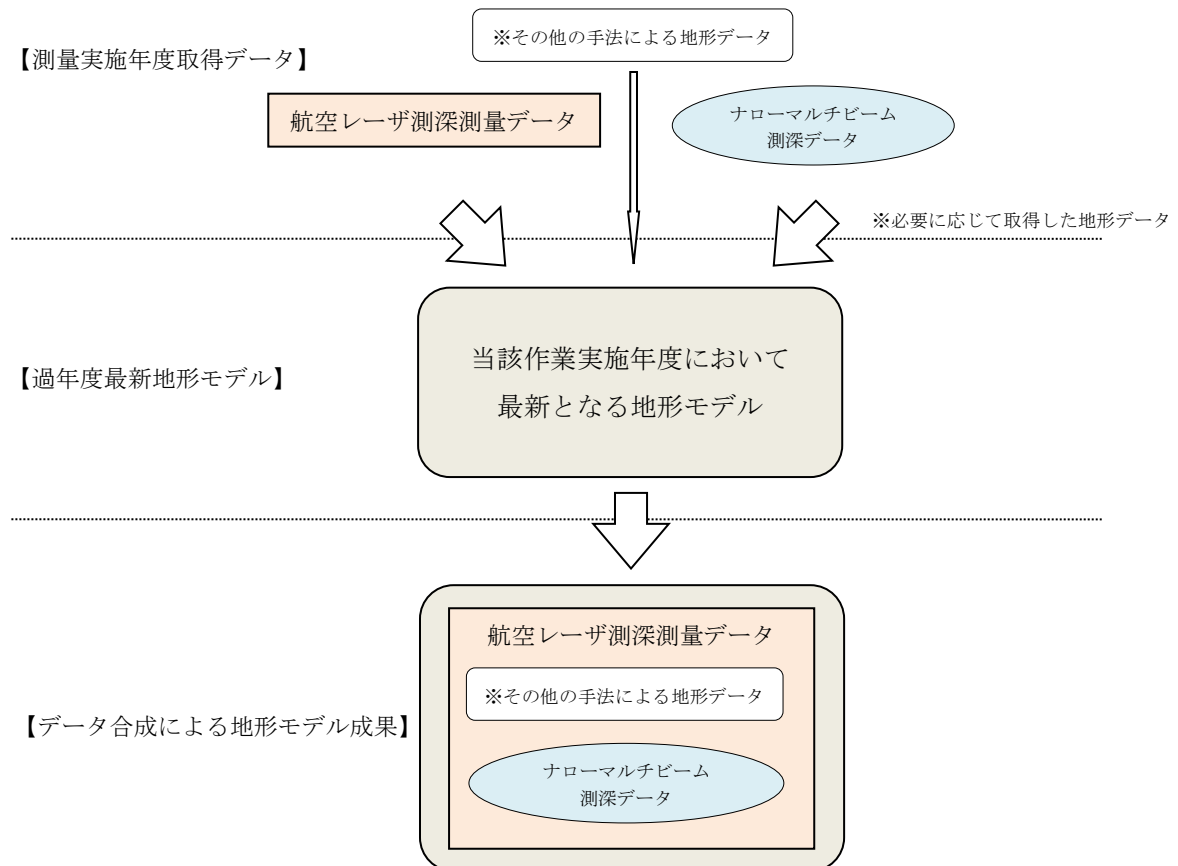 ※その他の手法による地形データ
【測量実施年度取得データ】
航空レーザ測深測量データ
ナローマルチビーム
測深データ
※必要に応じて取得した地形データ
当該作業実施年度において
最新となる地形モデル
【過年度最新地形モデル】
航空レーザ測深測量データ
※その他の手法による地形データ
【データ合成による地形モデル成果】
ナローマルチビーム
測深データ